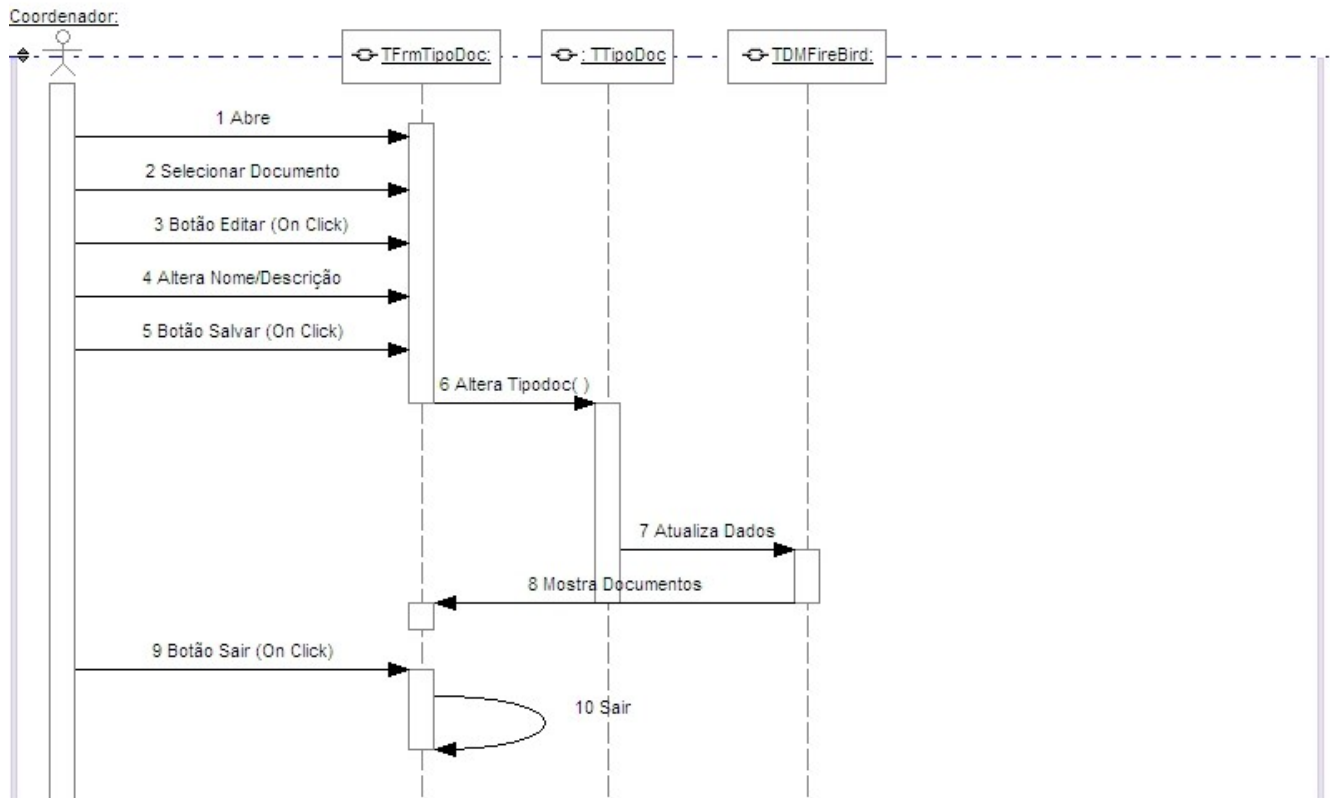 Coordenador:
TFrmTipoDoc:
: TTipoDoc
TDMFireBird:
1 Abre
2 Selecionar Documento
3 Botão Editar (On Click)
4 Altera Nome/Descrição
5 Botão Salvar (On Click)
6 Altera Tipodoc( )
7 Atualiza Dados
8 Mostra Documentos
9 Botão Sair (On Click)
10 Sair